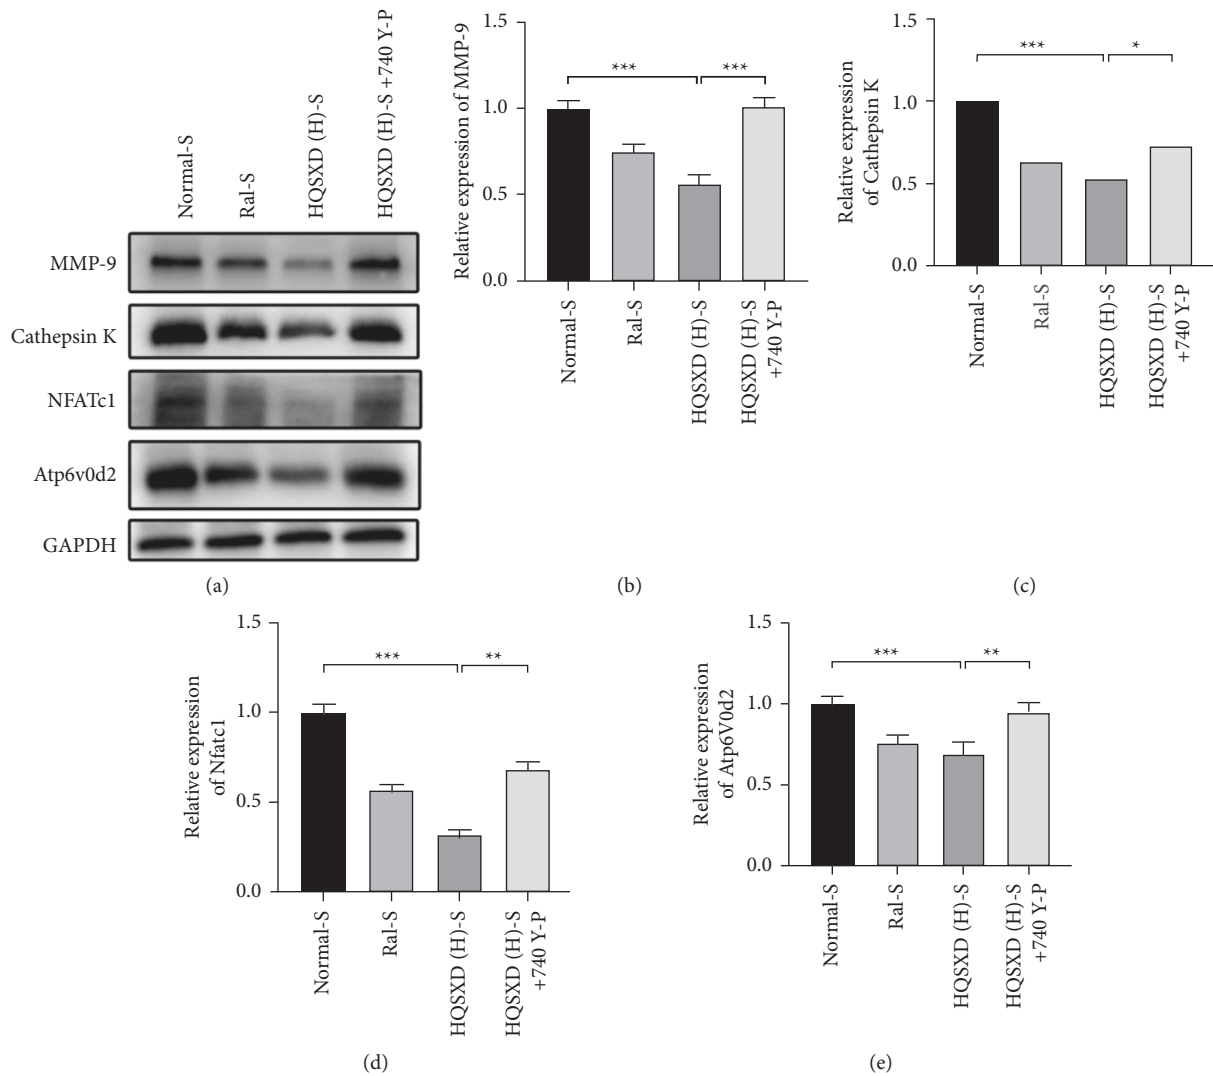 Normal-S
Ral-S
HQSXD (H)-S
HQSXD (H)-S +740 Y-P
MMP-9
Cathepsin K
NFATc1
Atp6v0d2
GAPDH
(a)
Relative expression of MMP-9
1.5
1.0
0.5
0.0
***
***
Normal-S
Ral-S
HQSXD (H)-S
HQSXD (H)-S
+740 Y-P
(b)
Relative expression
of Cathepsin K
1.5
1.0
0.5
0.0
***
*
Normal-S
Ral-S
HQSXD (H)-S
HQSXD (H)-S
+740 Y-P
(c)
Relative expression
of Nfatc1
1.5
1.0
0.5
0.0
***
**
Normal-S
Ral-S
HQSXD (H)-S
HQSXD (H)-S
+740 Y-P
(d)
Relative expression
of Atp6V0d2
1.5
1.0
0.5
0.0
***
**
Normal-S
Ral-S
HQSXD (H)-S
HQSXD (H)-S
+740 Y-P
(e)